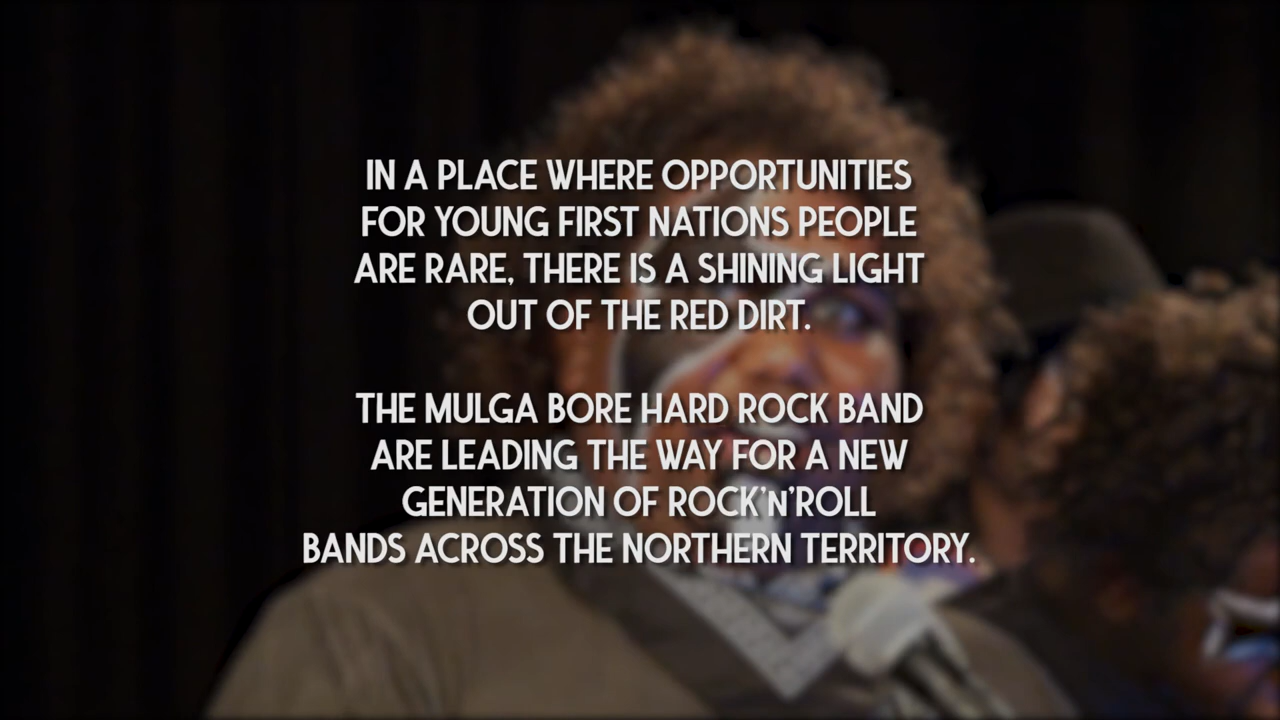 IN A PLACE WHERE OPPORTUNITIES
FOR YOUNG FIRST NATIONS PEOPLE
ARE RARE, THERE IS A SHINING LIGHT
OUT OF THE RED DIRT.
THE MULGA BORE HARD ROCK BAND
ARE LEADING THE WAY FOR A NEW
GENERATION OF ROCK'n'ROLL
BANDS ACROSS THE NORTHERN TERRITORY.